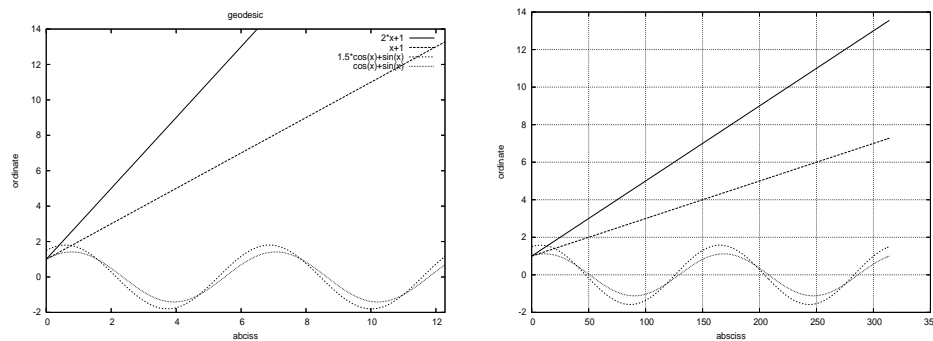 geodesic
14
12
10
8
6
4
2
0
-2
ordinate
0 2 4 6 8 10 12
abciss
2*x+1
x+1
1.5*cos(x)+sin(x)
cos(x)+sin(x)
14
12
10
8
6
4
2
0
-2
ordinate
0 50 100 150 200 250 300 35
absciss